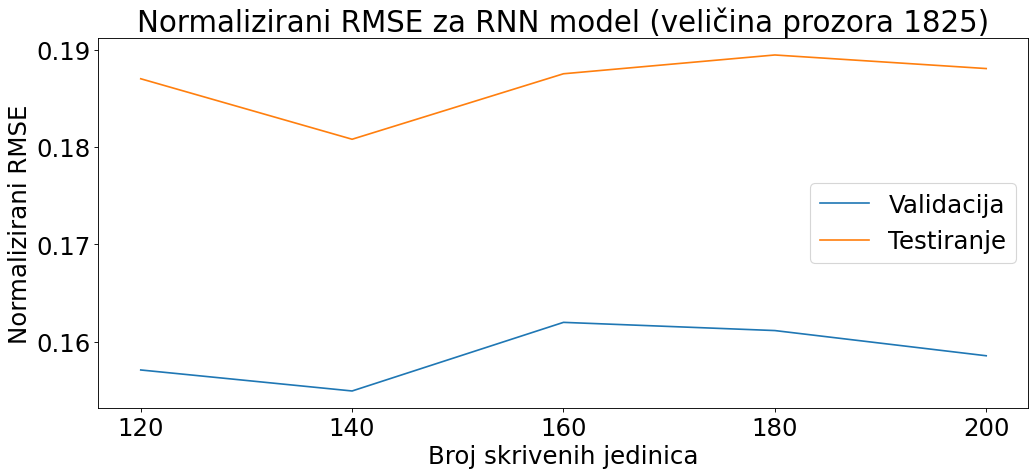 Normalizirani RMSE za RNN model (veličina prozora 1825)
Normalizirani RMSE
0.19
0.18
0.17
0.16
Validacija
Testiranje
120 140 160 180 200
Broj skrivenih jedinica